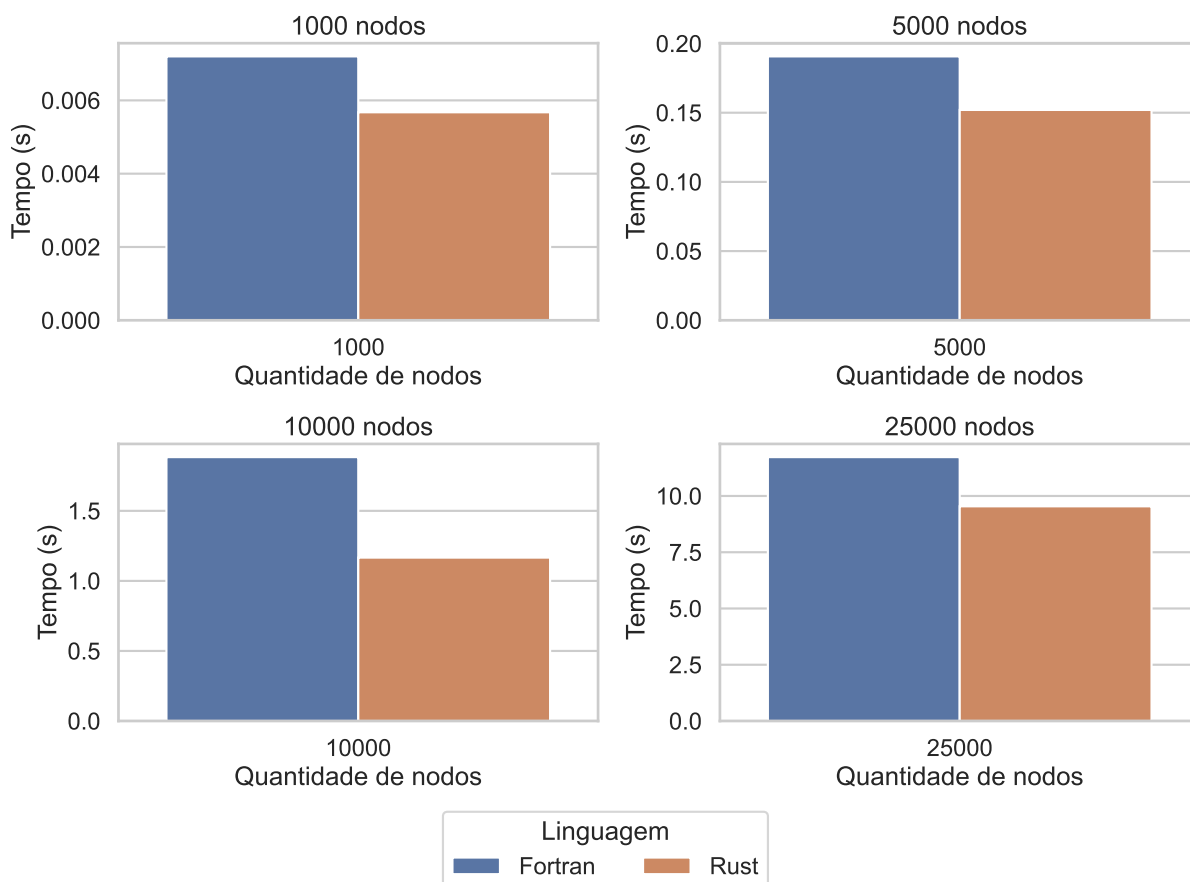 1000 nodos
Tempo (s)
0.006
0.004
0.002
0.000
1000
Quantidade de nodos
5000 nodos
Tempo (s)
0.20
0.15
0.10
0.05
0.00
5000
Quantidade de nodos
10000 nodos
Tempo (s)
1.5
1.0
0.5
0.0
10000
Quantidade de nodos
25000 nodos
Tempo (s)
10.0
7.5
5.0
2.5
0.0
25000
Quantidade de nodos
Linguagem
Fortran Rust